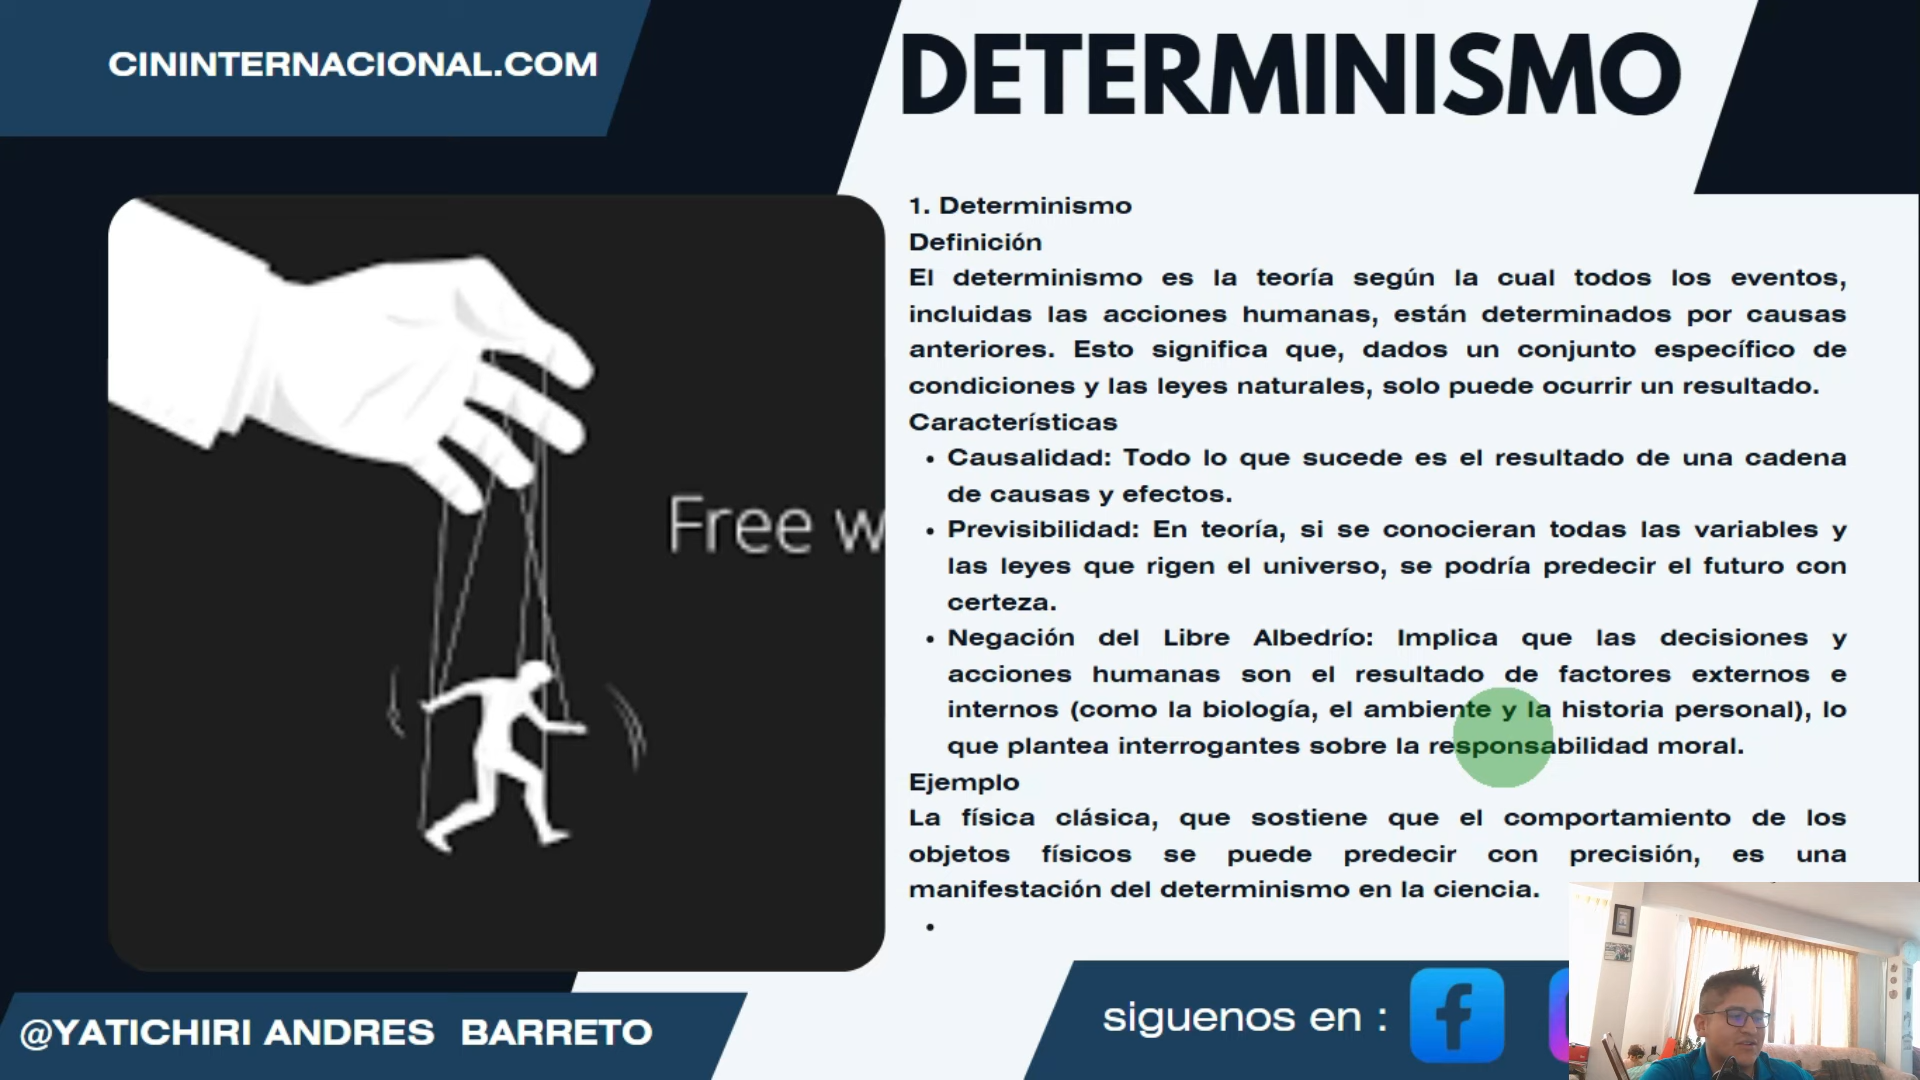 CININTERNACIONAL.COM
DETERMINISMO
1. Determinismo
Definición
El determinismo es la teoría según la cual todos los eventos,
incluidas las acciones humanas, están determinados por causas
anteriores. Esto significa que, dados un conjunto específico de
condiciones y las leyes naturales, solo puede ocurrir un resultado.
Características
• Causalidad: Todo lo que sucede es el resultado de una cadena
de causas y efectos.
• Previsibilidad: En teoría, si se conocieran todas las variables y
las leyes que rigen el universo, se podría predecir el futuro con
certeza.
• Negación del Libre Albedrío: Implica que las decisiones y
acciones humanas son el resultado de factores externos e
internos (como la biología, el ambiente y la historia personal), lo
que plantea interrogantes sobre la responsabilidad moral.
Ejemplo
La física clásica, que sostiene que el comportamiento de los
objetos físicos se puede predecir con precisión, es una
manifestación del determinismo en la ciencia.
•
Free w
@YATICHIRI ANDRES BARRETO
siguenos en :